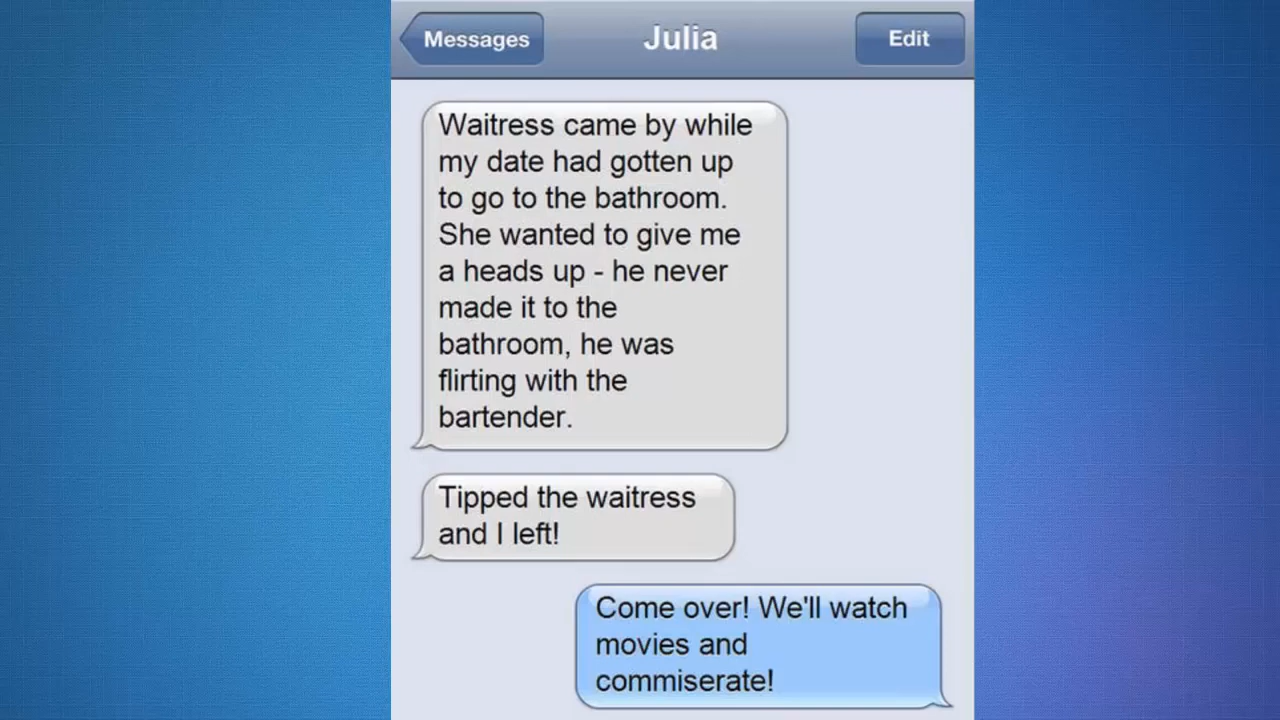 Messages
Julia
Edit
Waitress came by while
my date had gotten up
to go to the bathroom.
She wanted to give me
a heads up - he never
made it to the
bathroom, he was
flirting with the
bartender.
Tipped the waitress
and I left!
Come over! We'll watch
movies and
commiserate!